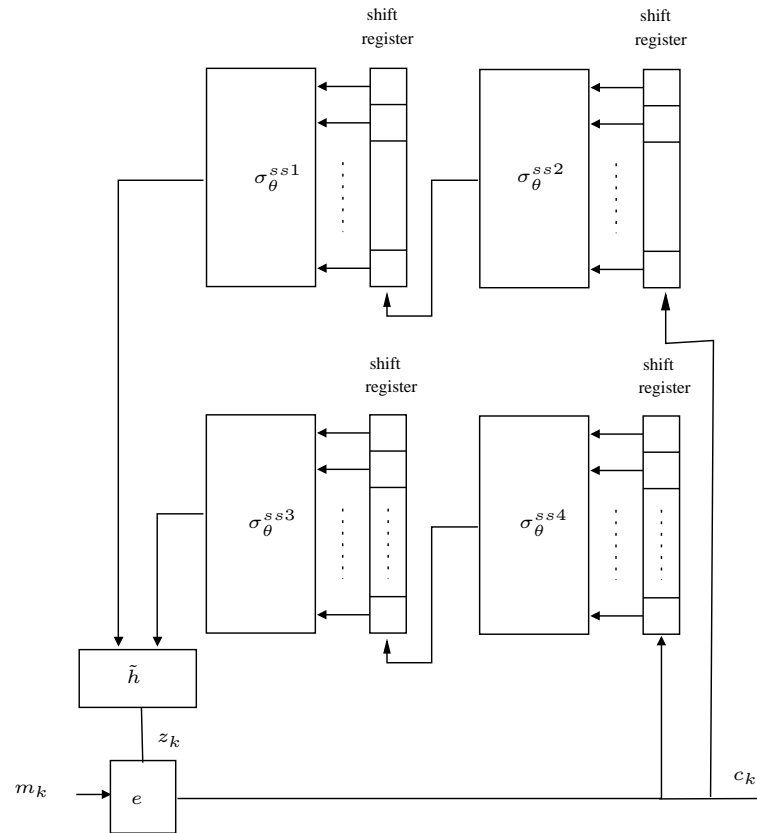 shift
register
shift
register
σ_θ^{ss1}
σ_θ^{ss2}
shift
register
shift
register
σ_θ^{ss3}
σ_θ^{ss4}
h̃
z_k
m_k
e
c_k